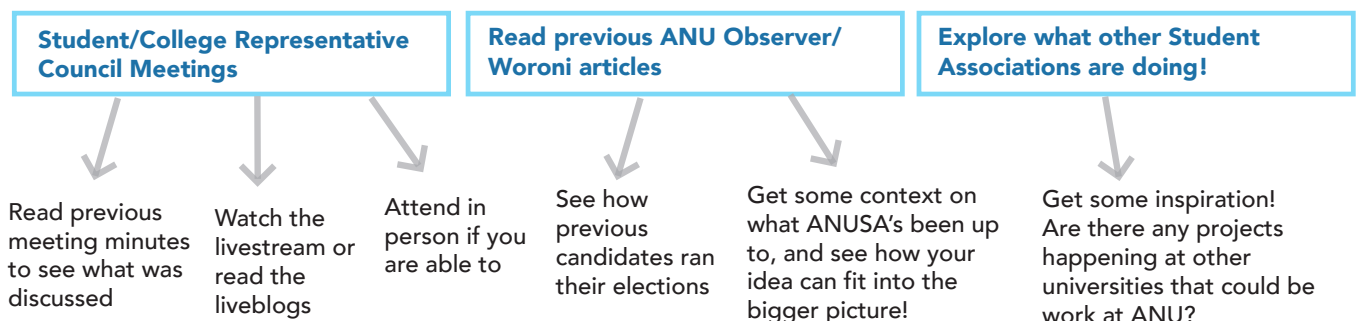 Student/College Representative
Council Meetings
Read previous
meeting minutes
to see what was
discussed
Watch the
livestream or
read the
liveblogs
Attend in
person if you
are able to
Read previous ANU Observer/
Woroni articles
See how
previous
candidates ran
their elections
Get some context on
what ANUSA's been up
to, and see how your
idea can fit into the
bigger picture!
Explore what other Student
Associations are doing!
Get some inspiration!
Are there any projects
happening at other
universities that could be
work at ANU?